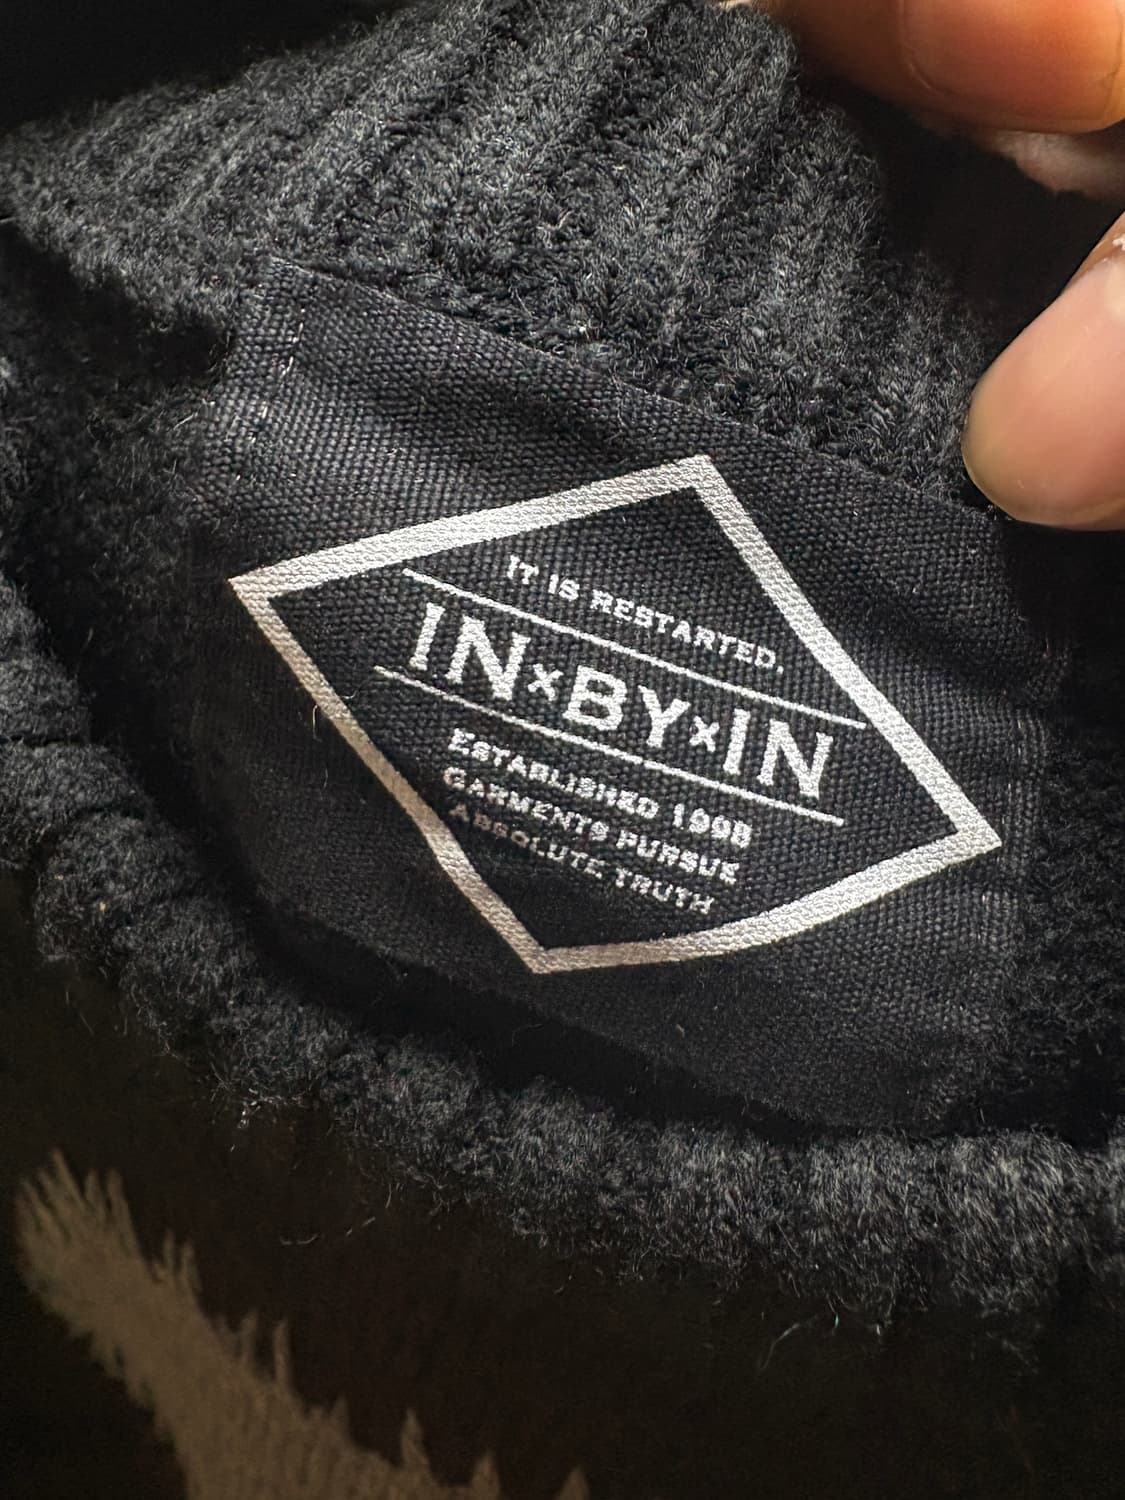 IT IS RESTARTED,
IN×BY×IN
ESTABLISHED 1998
GARMENTS PURSUE
ABSOLUTE TRUTH